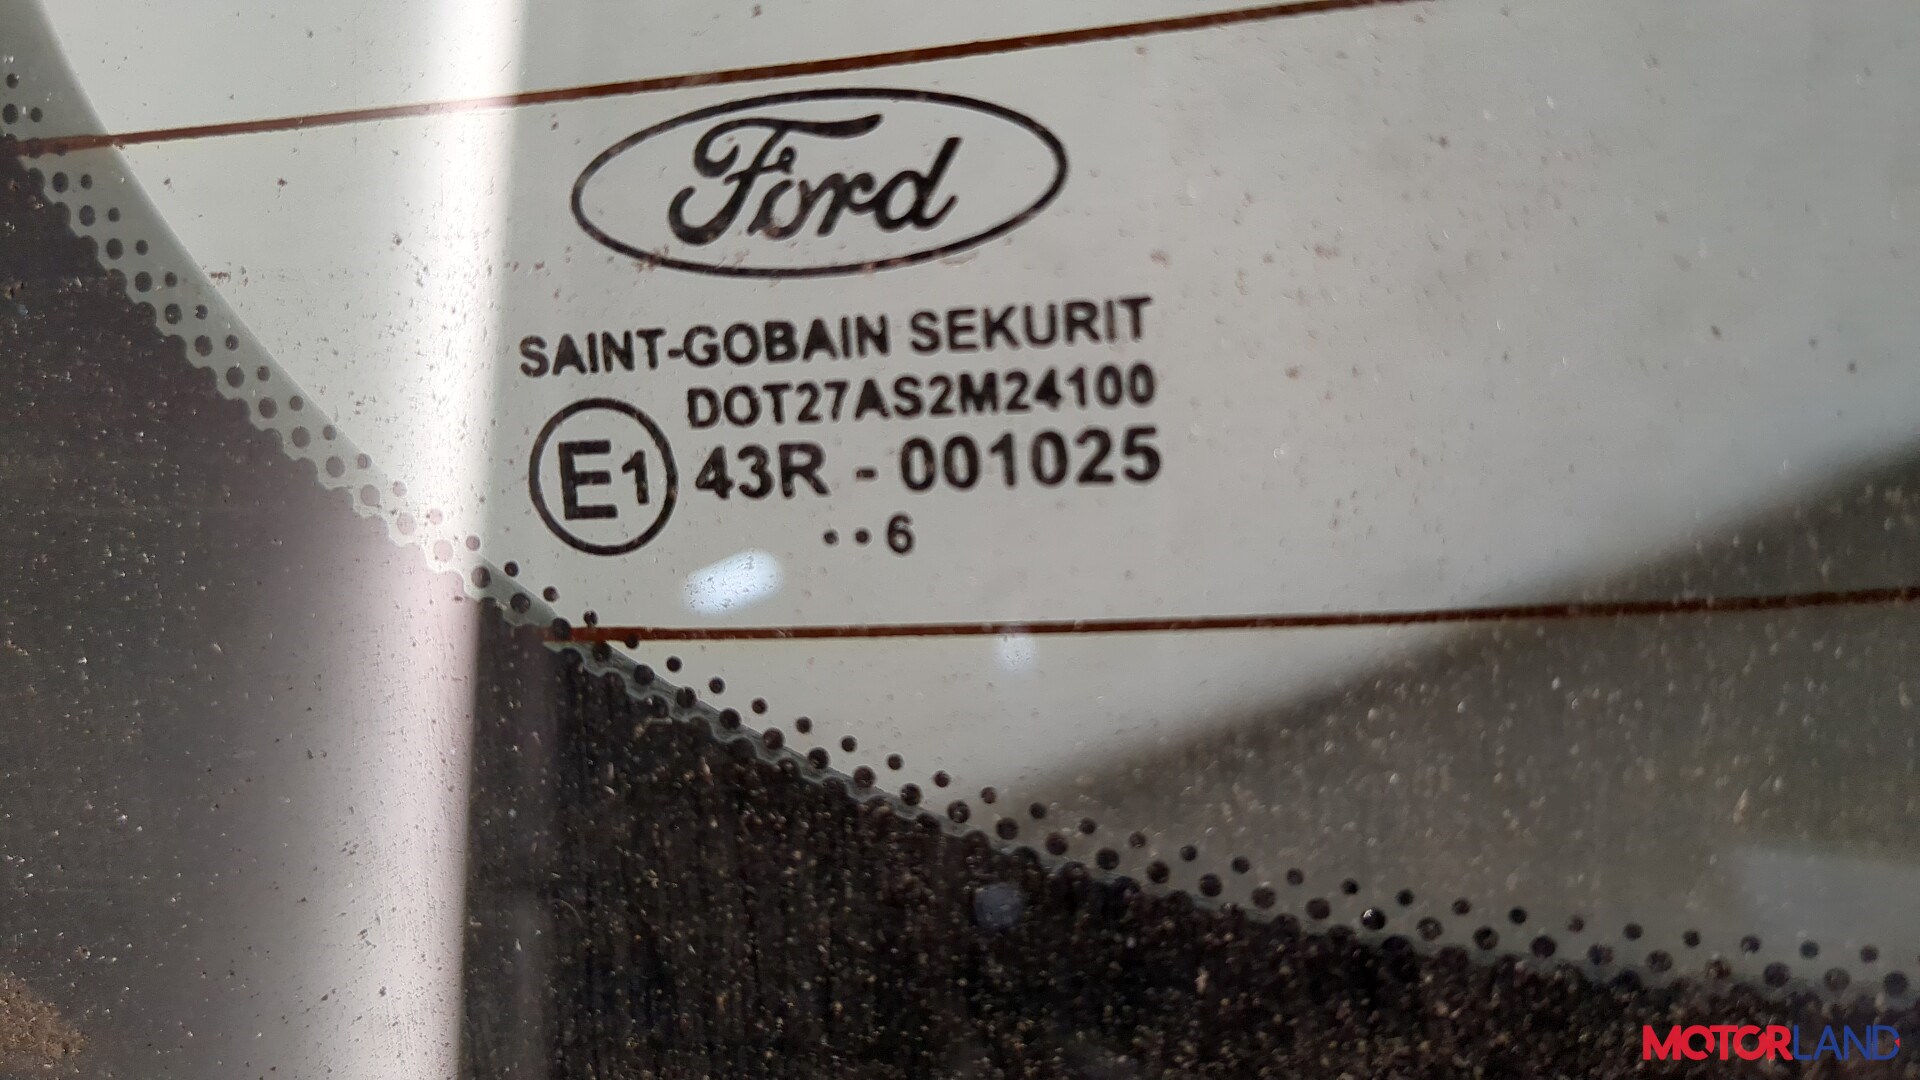 Ford
SAINT-GOBAIN SEKURIT
DOT27AS2M24100
E1 43R - 001025
••6
MOTORLAND